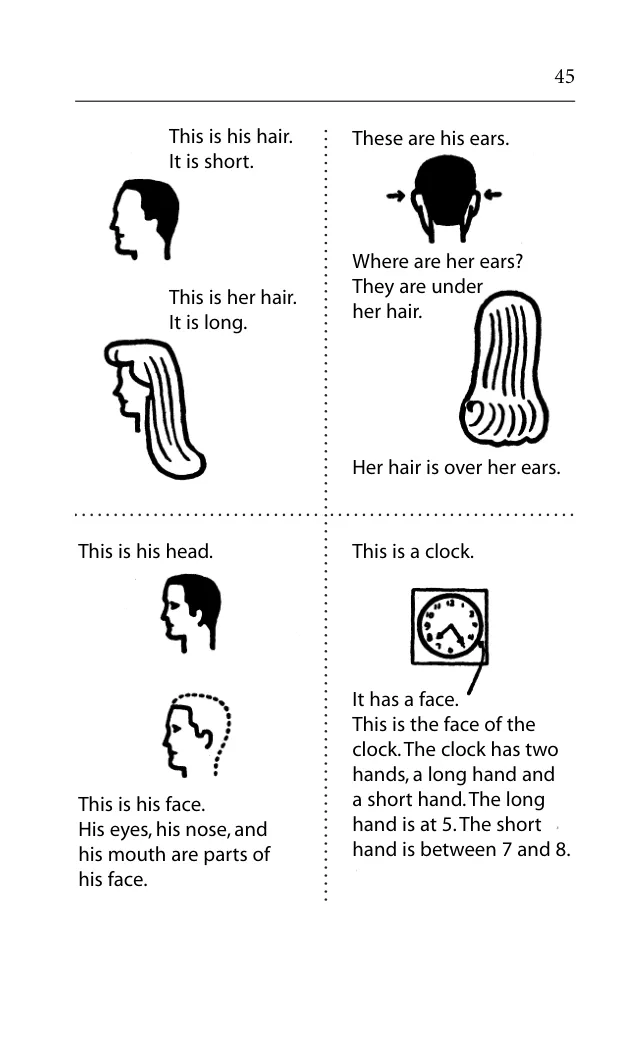 45
This is his hair.
It is short.
This is her hair.
It is long.
These are his ears.
Where are her ears?
They are under
her hair.
Her hair is over her ears.
This is his head.
This is his face.
His eyes, his nose, and
his mouth are parts of
his face.
This is a clock.
12
It has a face.
This is the face of the
clock. The clock has two
hands, a long hand and
a short hand. The long
hand is at 5. The short
hand is between 7 and 8.